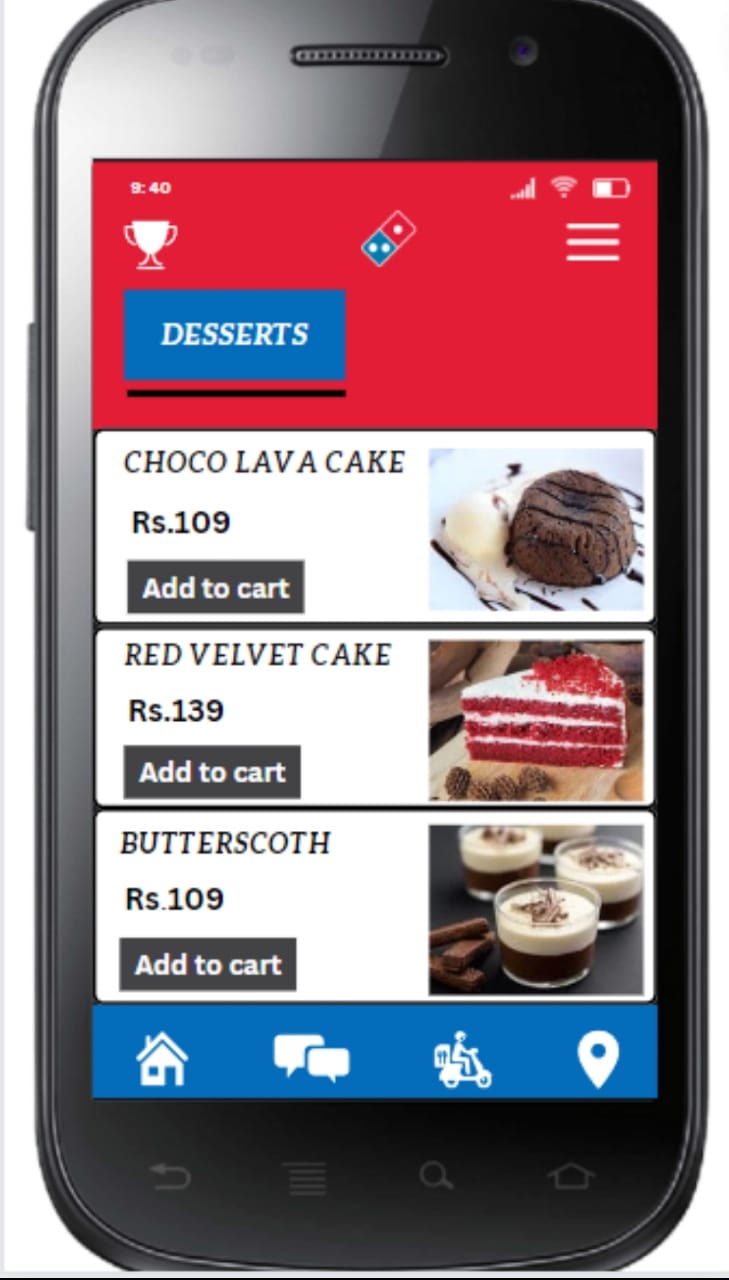 9:40
DESSERTS
CHOCO LAVA CAKE
Rs.109
Add to cart
RED VELVET CAKE
Rs.139
Add to cart
BUTTERSCOTH
Rs.109
Add to cart